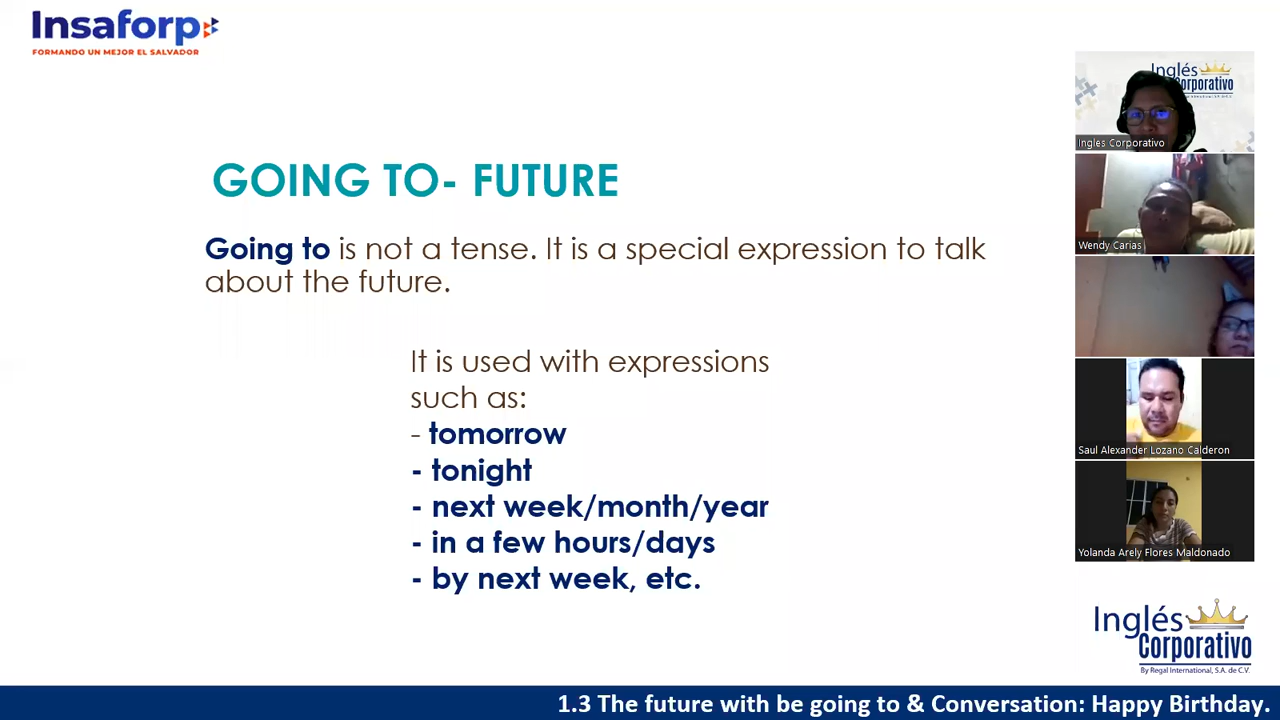 Insaforp
FORMANDO UN MEJOR EL SALVADOR
GOING TO- FUTURE
Going to is not a tense. It is a special expression to talk
about the future.
It is used with expressions
such as:
- tomorrow
- tonight
- next week/month/year
- in a few hours/days
- by next week, etc.
Inglés
Corporativo
Ingles Corporativo
Wendy Carias
Saul Alexander Lozano Calderon
Yolanda Arely Flores Maldonado
Inglés
Corporativo
By Regal International, S.A. de C.V.
1.3 The future with be going to & Conversation: Happy Birthday.